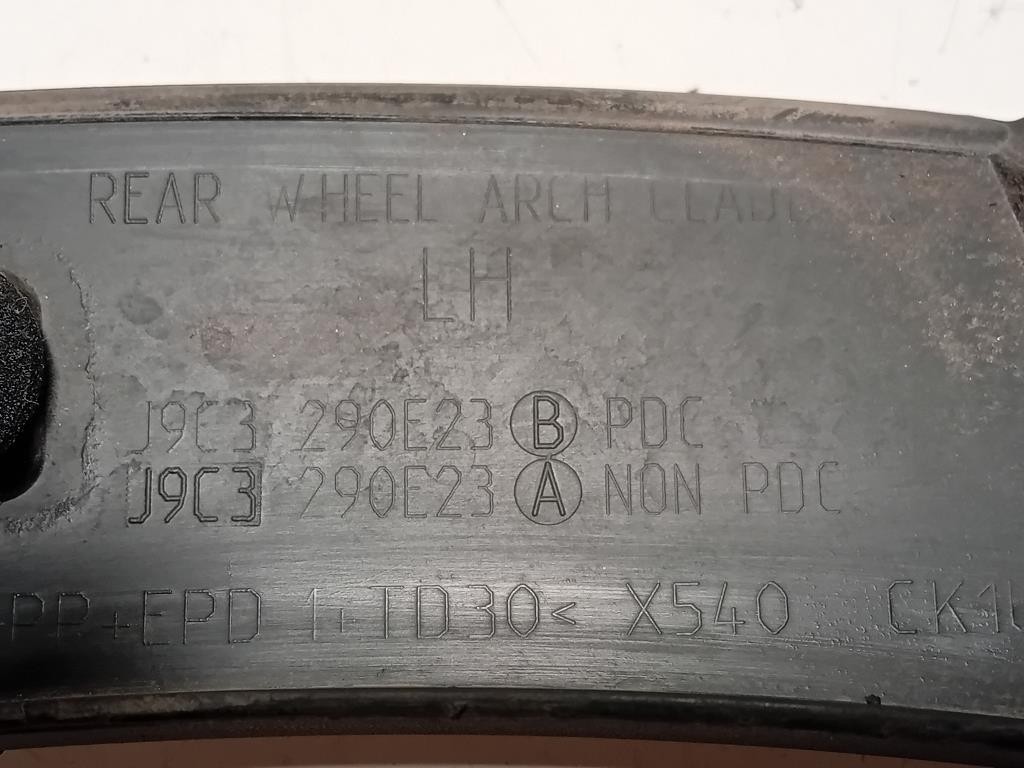 REAR WHEEL ARCH
LH
J9C3 290E23 B PDC
J9C3 290E23 A NON PDC
PP+EPD 1+TD30< X540